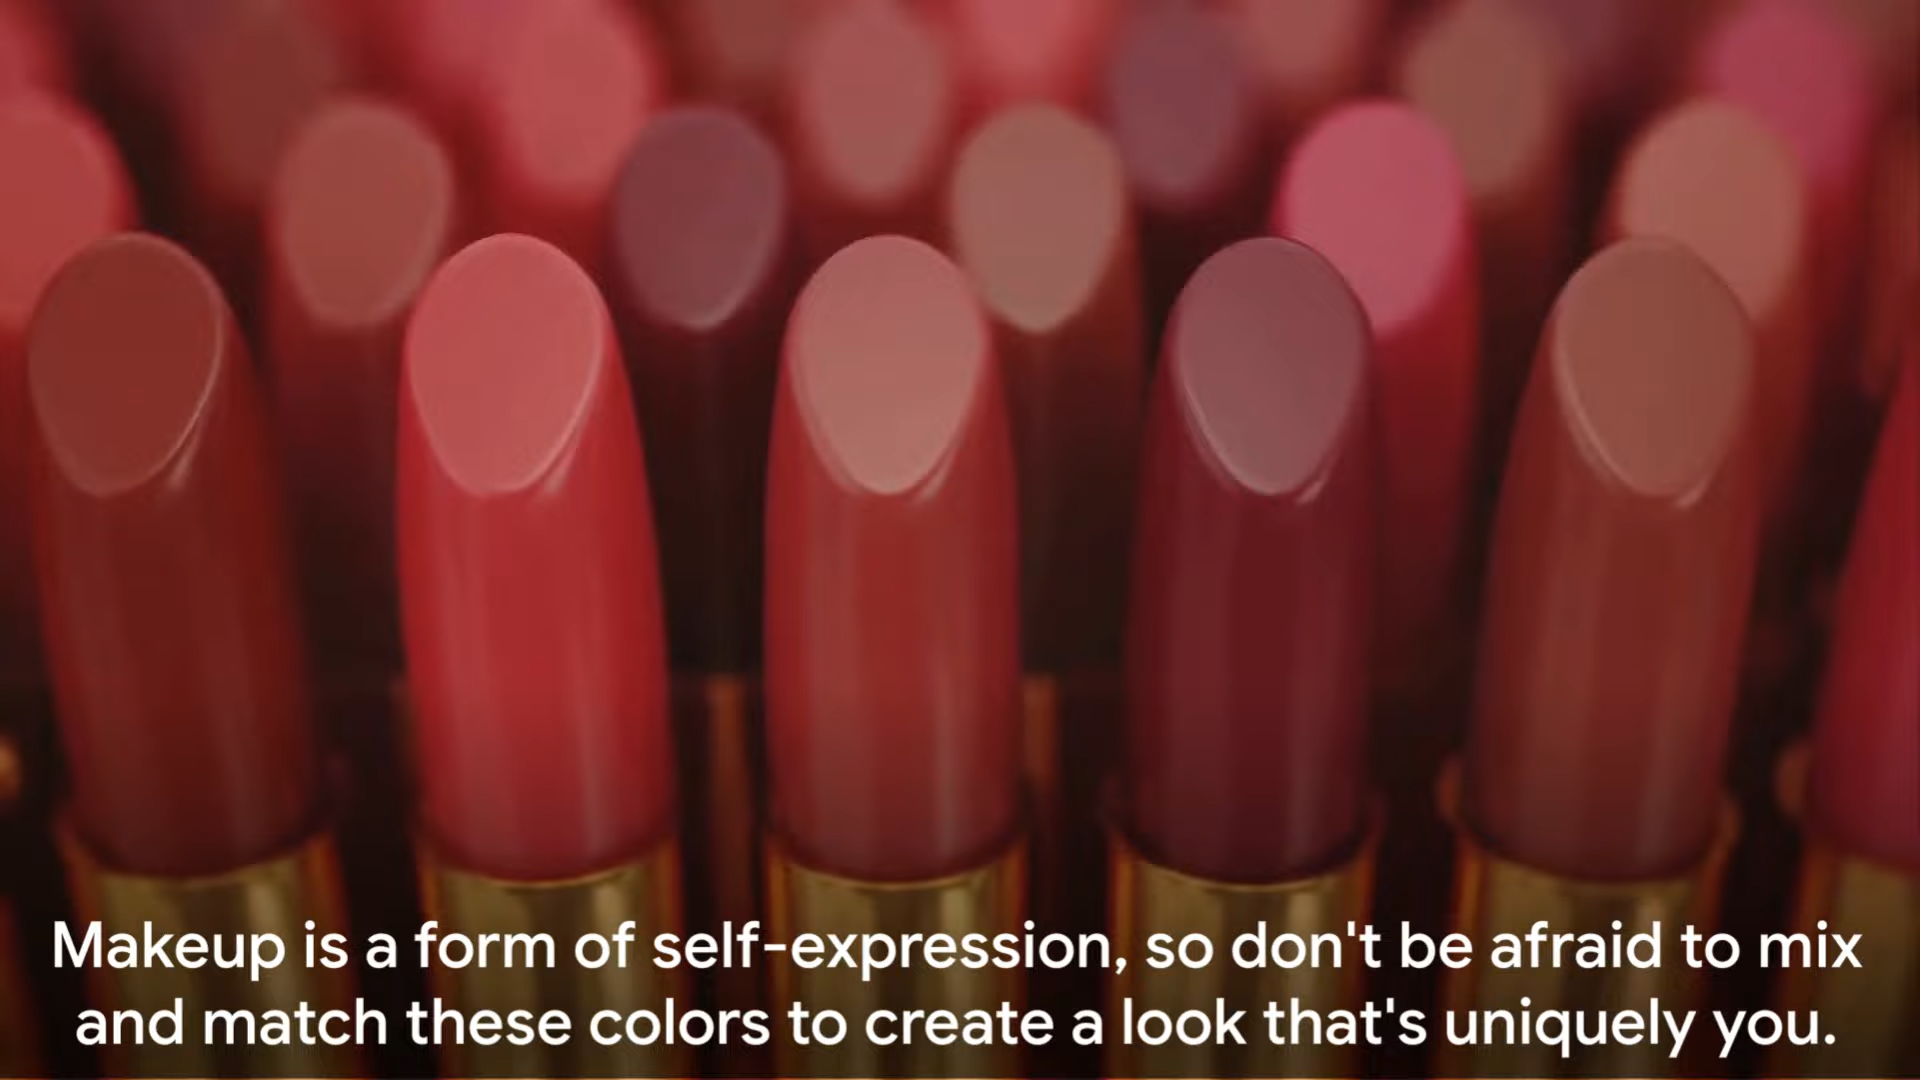 Makeup is a form of self-expression, so don't be afraid to mix
and match these colors to create a look that's uniquely you.